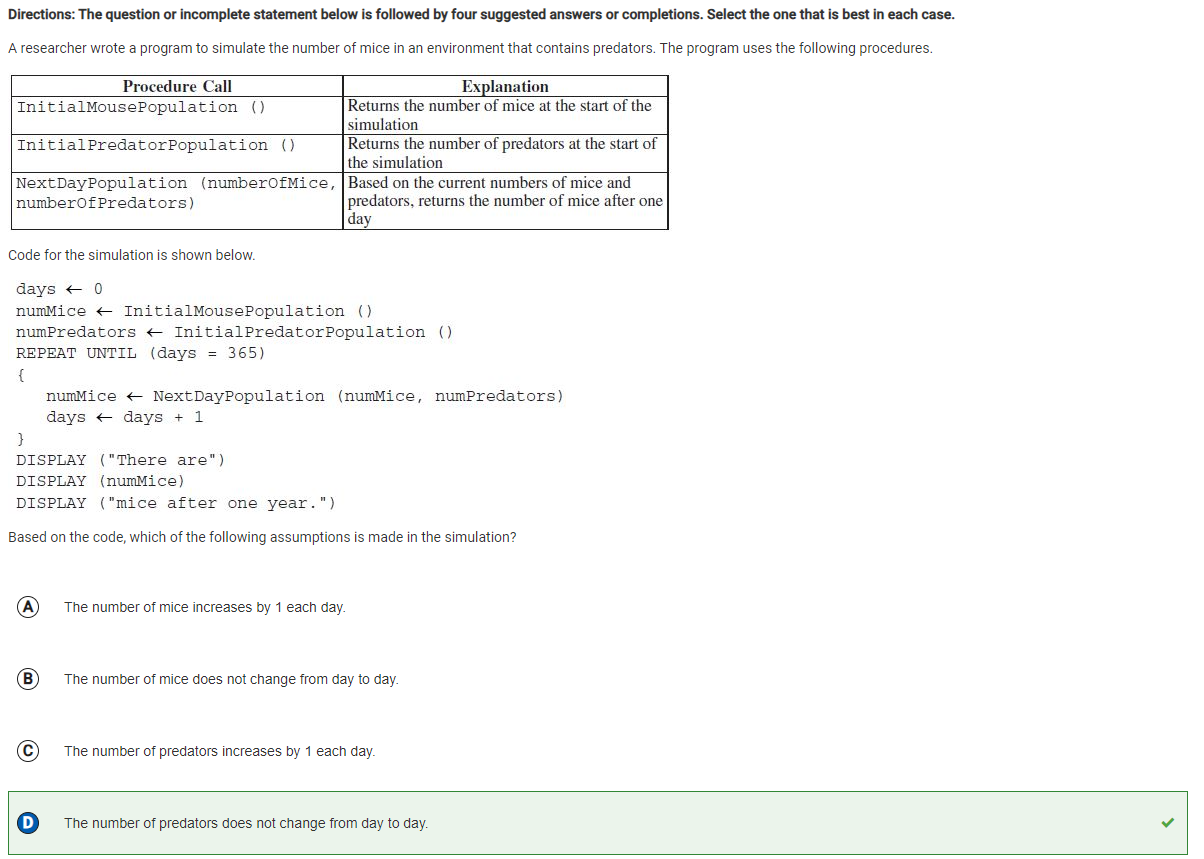 Directions: The question or incomplete statement below is followed by four suggested answers or completions. Select the one that is best in each case.
A researcher wrote a program to simulate the number of mice in an environment that contains predators. The program uses the following procedures.
Procedure Call
Explanation
InitialMousePopulation ()
Returns the number of mice at the start of the
simulation
InitialPredatorPopulation ()
Returns the number of predators at the start of
the simulation
NextDayPopulation (numberOfMice,
numberOfPredators)
Based on the current numbers of mice and
predators, returns the number of mice after one
day
Code for the simulation is shown below.
days ← 0
numMice ← InitialMousePopulation ()
numPredators ← InitialPredatorPopulation ()
REPEAT UNTIL (days = 365)
{
numMice ← NextDayPopulation (numMice, numPredators)
days ← days + 1
}
DISPLAY ("There are")
DISPLAY (numMice)
DISPLAY ("mice after one year.")
Based on the code, which of the following assumptions is made in the simulation?
A The number of mice increases by 1 each day.
B The number of mice does not change from day to day.
C The number of predators increases by 1 each day.
D The number of predators does not change from day to day.